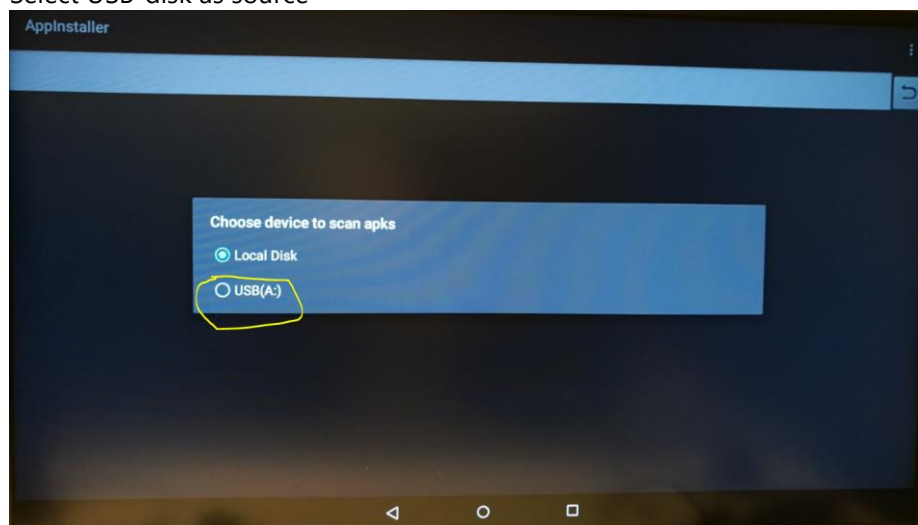 Select USB-disk as source
AppInstaller
Choose device to scan apks
Local Disk
USB(A:)